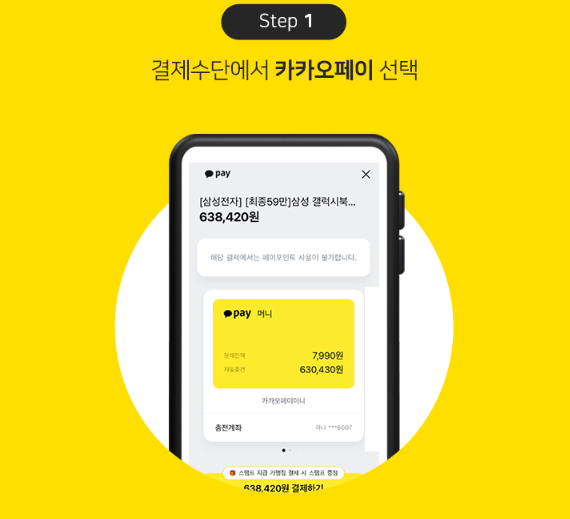 Step 1
결제수단에서 카카오페이 선택
pay
[삼성전자] [최종59만]삼성 갤럭시북...
638,420원
해당 결제에서는 페이포인트 사용이 불가합니다.
pay 머니
현재잔액 7,990원
자동충전 630,430원
카카오페이머니
충전계좌
***6097
스탬프 지급 가맹점 결제 시 스탬프 증정
638,420원 결제하기